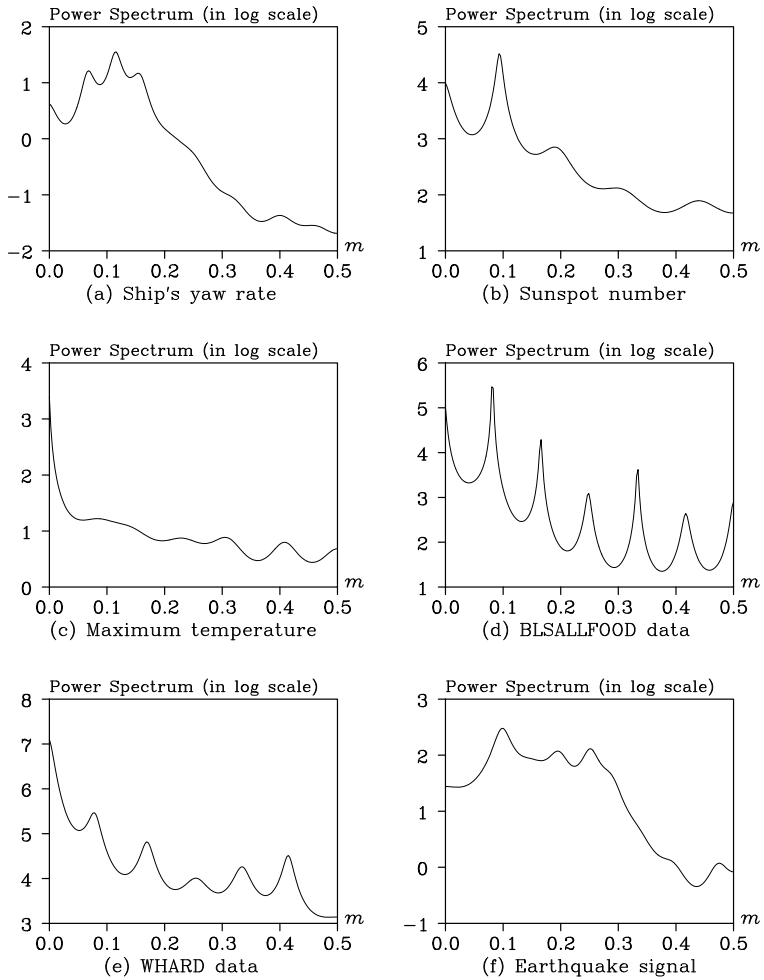 Power Spectrum (in log scale)
2
1
0
−1
−2
0.0 0.1 0.2 0.3 0.4 0.5
m
(a) Ship's yaw rate
Power Spectrum (in log scale)
5
4
3
2
1
0.0 0.1 0.2 0.3 0.4 0.5
m
(b) Sunspot number
Power Spectrum (in log scale)
4
3
2
1
0
0.0 0.1 0.2 0.3 0.4 0.5
m
(c) Maximum temperature
Power Spectrum (in log scale)
6
5
4
3
2
1
0.0 0.1 0.2 0.3 0.4 0.5
m
(d) BLSALLFOOD data
Power Spectrum (in log scale)
8
7
6
5
4
3
0.0 0.1 0.2 0.3 0.4 0.5
m
(e) WHARD data
Power Spectrum (in log scale)
3
2
1
0
−1
0.0 0.1 0.2 0.3 0.4 0.5
m
(f) Earthquake signal